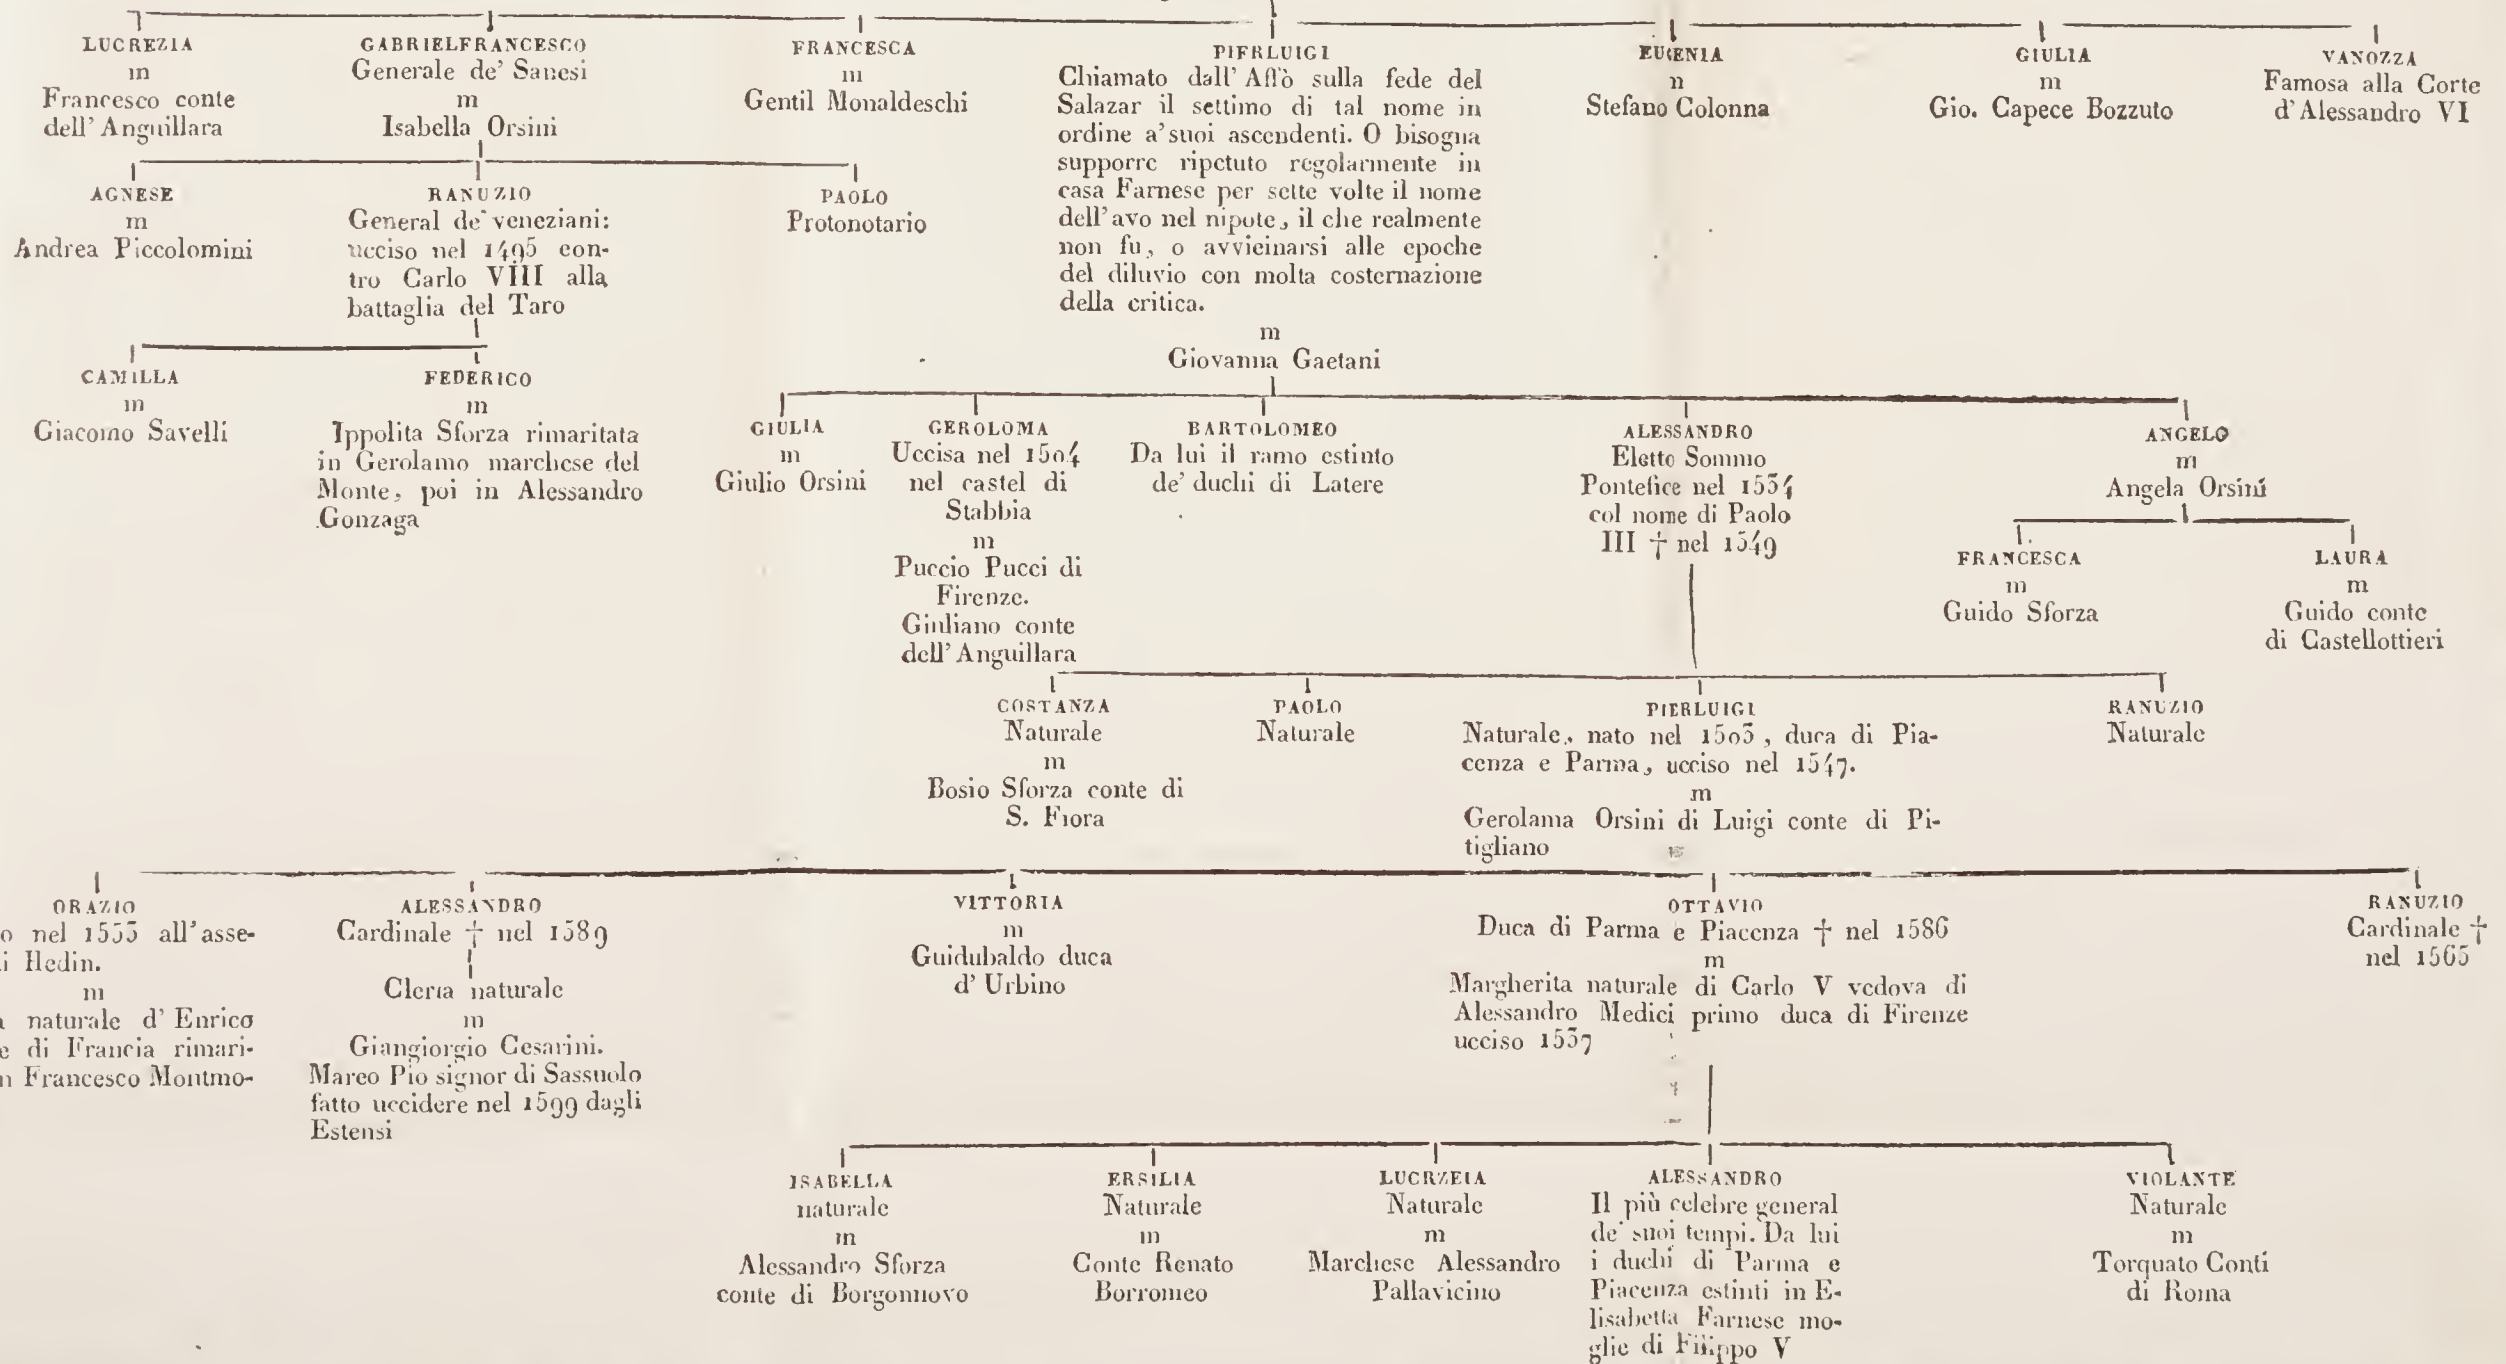 LUCREZIA
m
Francesco conte
dell'Anguillara
GABRIELFRANCESCO
Generale de' Sanesi
m
Isabella Orsini
FRANCESCA
m
Gentil Monaldeschi
PIERLUIGI
Chiamato dall'Affò sulla fede del
Salazar il settimo di tal nome in
ordine a'suoi ascendenti. O bisogna
supporre ripetuto regolarmente in
casa Farnese per sette volte il nome
dell'avo nel nipote, il che realmente
non fu, o avvicinarsi alle epoche
del diluvio con molta costernazione
della critica.
m
Giovanna Gaetani
EUGENIA
m
Stefano Colonna
GIULIA
m
Gio. Capece Bozzuto
VANOZZA
Famosa alla Corte
d'Alessandro VI
AGNESE
m
Andrea Piccolomini
RANUZIO
General de' veneziani:
ucciso nel 1495 con-
tro Carlo VIII alla
battaglia del Taro
PAOLO
Protonotario
CAMILLA
m
Giacomo Savelli
FEDERICO
m
Ippolita Sforza rimaritata
in Gerolamo marchese del
Monte, poi in Alessandro
Gonzaga
GIULIA
m
Giulio Orsini
GEROLOMA
Uccisa nel 1504
nel castel di
Stabbia
m
Puccio Pucci di
Firenze.
Giuliano conte
dell'Anguillara
BARTOLOMEO
Da lui il ramo estinto
de' duchi di Latere
ALESSANDRO
Eletto Sommo
Pontefice nel 1534
col nome di Paolo
III † nel 1549
ANGELO
m
Angela Orsini
FRANCESCA
m
Guido Sforza
LAURA
m
Guido conte
di Castellottieri
COSTANZA
Naturale
m
Bosio Sforza conte di
S. Fiora
PAOLO
Naturale
PIERLUIGI
Naturale, nato nel 1503, duca di Pia-
cenza e Parma, ucciso nel 1547.
m
Gerolama Orsini di Luigi conte di Pi-
tigliano
RANUZIO
Naturale
ORAZIO
o nel 1553 all'asse-
i Hedin.
m
a naturale d'Enrico
e di Francia rimari-
n Francesco Montmo-
ALESSANDRO
Cardinale † nel 1589
Cleria naturale
m
Giangiorgio Cesarini.
Marco Pio signor di Sassuolo
fatto uccidere nel 1599 dagli
Estensi
VITTORIA
m
Guidubaldo duca
d'Urbino
OTTAVIO
Duca di Parma e Piacenza † nel 1586
m
Margherita naturale di Carlo V vedova di
Alessandro Medici primo duca di Firenze
ucciso 1537
RANUZIO
Cardinale †
nel 1565
ISABELLA
naturale
m
Alessandro Sforza
conte di Borgonnovo
ERSILIA
Naturale
m
Conte Renato
Borromeo
LUCRZEIA
Naturale
m
Marchese Alessandro
Pallavicino
ALESSANDRO
Il più celebre general
de' suoi tempi. Da lui
i duchi di Parma e
Piacenza estinti in E-
lisabetta Farnese mo-
glie di Filippo V
VIOLANTE
Naturale
m
Torquato Conti
di Roma